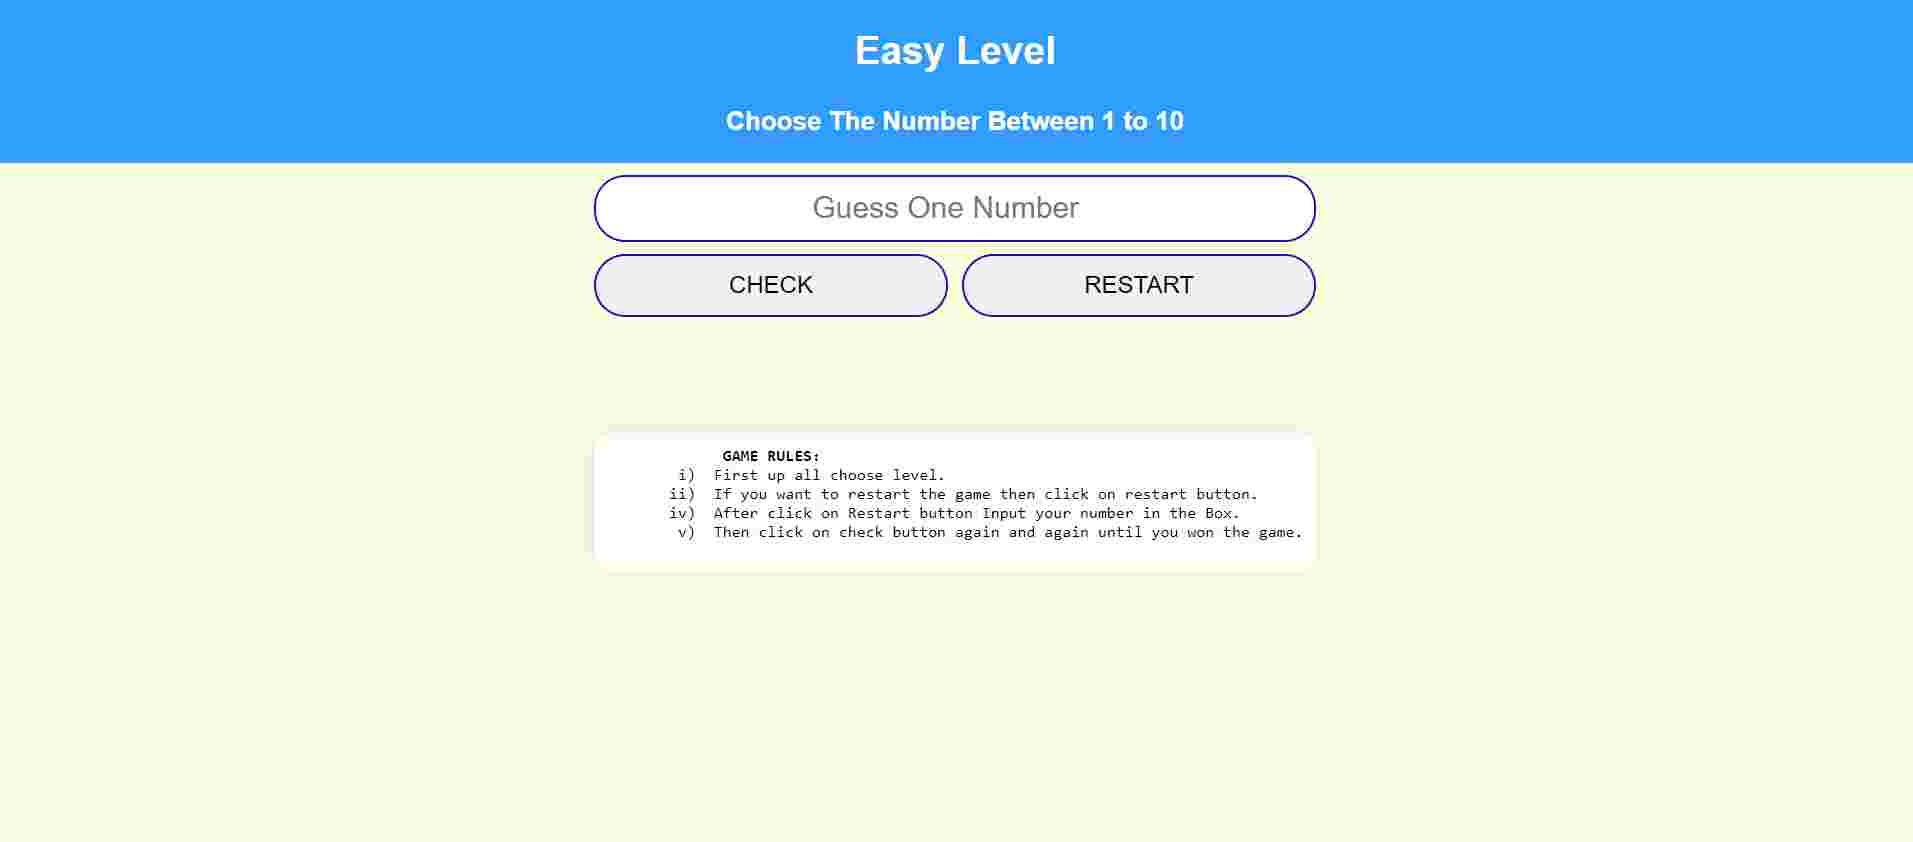 Easy Level
Choose The Number Between 1 to 10
Guess One Number
CHECK
RESTART
GAME RULES:
i) First up all choose level.
ii) If you want to restart the game then click on restart button.
iv) After click on Restart button Input your number in the Box.
v) Then click on check button again and again until you won the game.